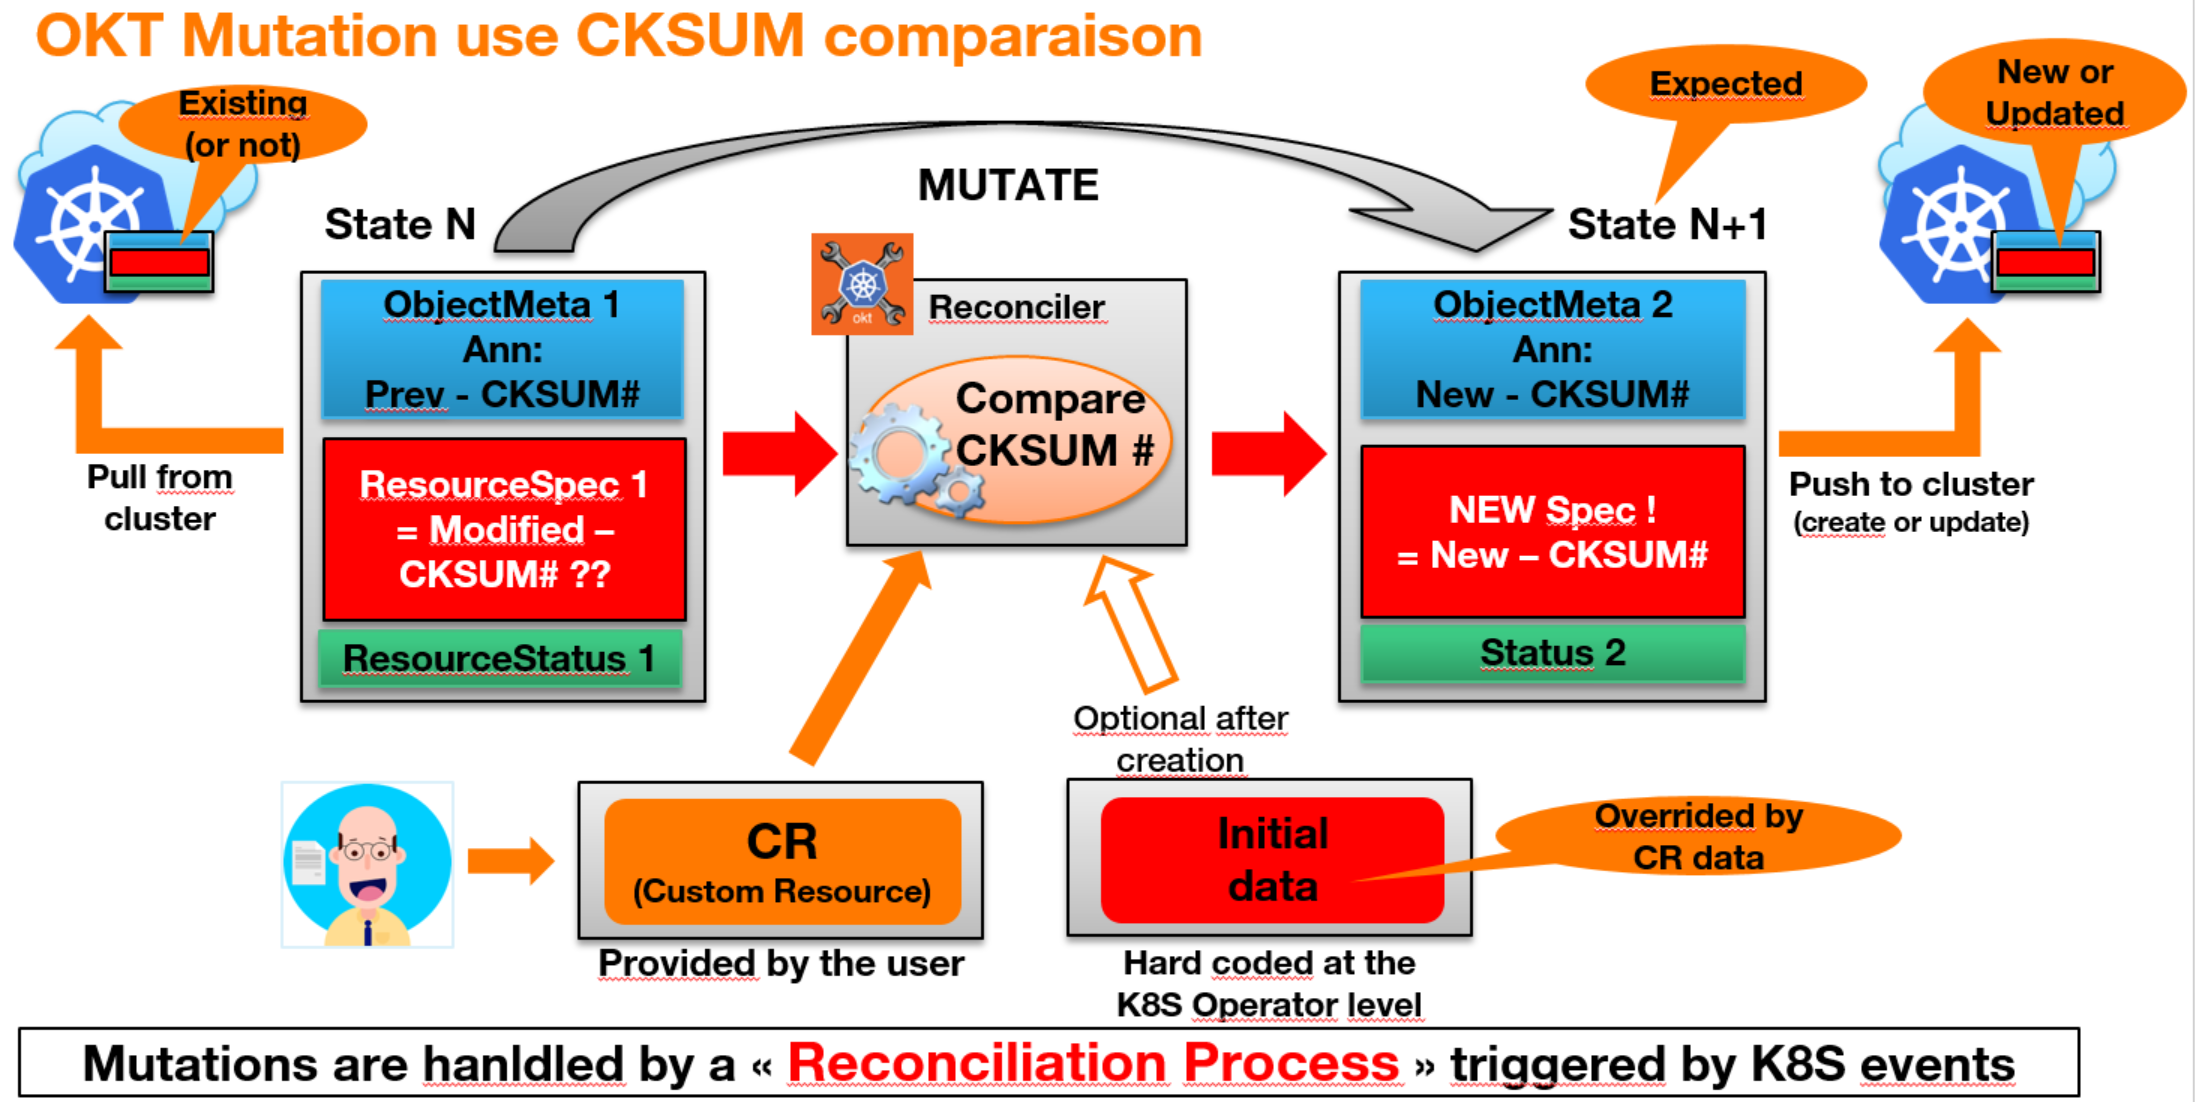 OKT Mutation use CKSUM comparaison
Existing
(or not)
Expected
New or
Updated
MUTATE
State N
State N+1
okt
Reconciler
ObjectMeta 1
Ann:
Prev - CKSUM#
ResourceSpec 1
= Modified –
CKSUM# ??
ResourceStatus 1
Compare
CKSUM #
ObjectMeta 2
Ann:
New - CKSUM#
NEW Spec !
= New – CKSUM#
Status 2
Pull from
cluster
Push to cluster
(create or update)
Optional after
creation
CR
(Custom Resource)
Provided by the user
Initial
data
Overrided by
CR data
Hard coded at the
K8S Operator level
Mutations are hanldled by a « Reconciliation Process » triggered by K8S events